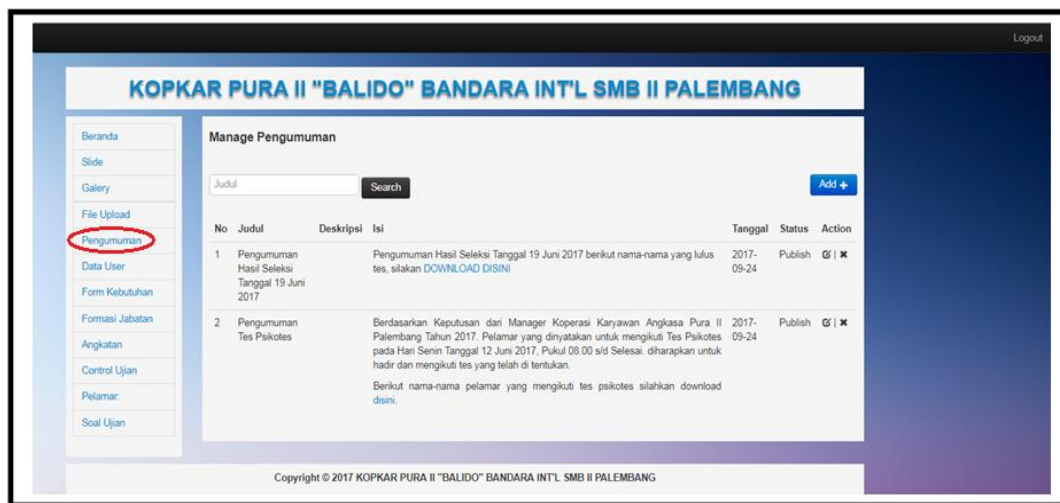 Logout
KOPKAR PURA II "BALIDO" BANDARA INT'L SMB II PALEMBANG
Beranda
Slide
Galery
File Upload
Pengumuman
Data User
Form Kebutuhan
Formasi Jabatan
Angkatan
Control Ujian
Pelamar.
Soal Ujian
Manage Pengumuman
Judul Search Add +
No Judul Deskripsi Isi Tanggal Status Action
1 Pengumuman Pengumuman Hasil Seleksi Tanggal 19 Juni 2017 berikut nama-nama yang lulus 2017- Publish |
Hasil Seleksi tes, silakan DOWNLOAD DISINI 09-24
Tanggal 19 Juni
2017
2 Pengumuman Berdasarkan Keputusan dari Manager Koperasi Karyawan Angkasa Pura II 2017- Publish |
Tes Psikotes Palembang Tahun 2017. Pelamar yang dinyatakan untuk mengikuti Tes Psikotes 09-24
pada Hari Senin Tanggal 12 Juni 2017, Pukul 08.00 s/d Selesai. diharapkan untuk
hadir dan mengikuti tes yang telah di tentukan.
Berikut nama-nama pelamar yang mengikuti tes psikotes silahkan download
disini.
Copyright © 2017 KOPKAR PURA II "BALIDO" BANDARA INT'L SMB II PALEMBANG